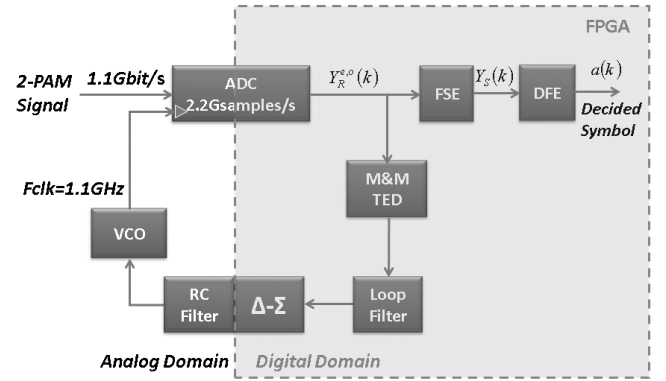 FPGA
2-PAM
Signal
1.1Gbit/s
ADC
2.2Gsamples/s
Y_R^{e,o}(k)
FSE
Y_S(k)
DFE
a(k)
Decided
Symbol
M&M
TED
Fclk=1.1GHz
VCO
RC
Filter
Δ-Σ
Loop
Filter
Analog Domain
Digital Domain